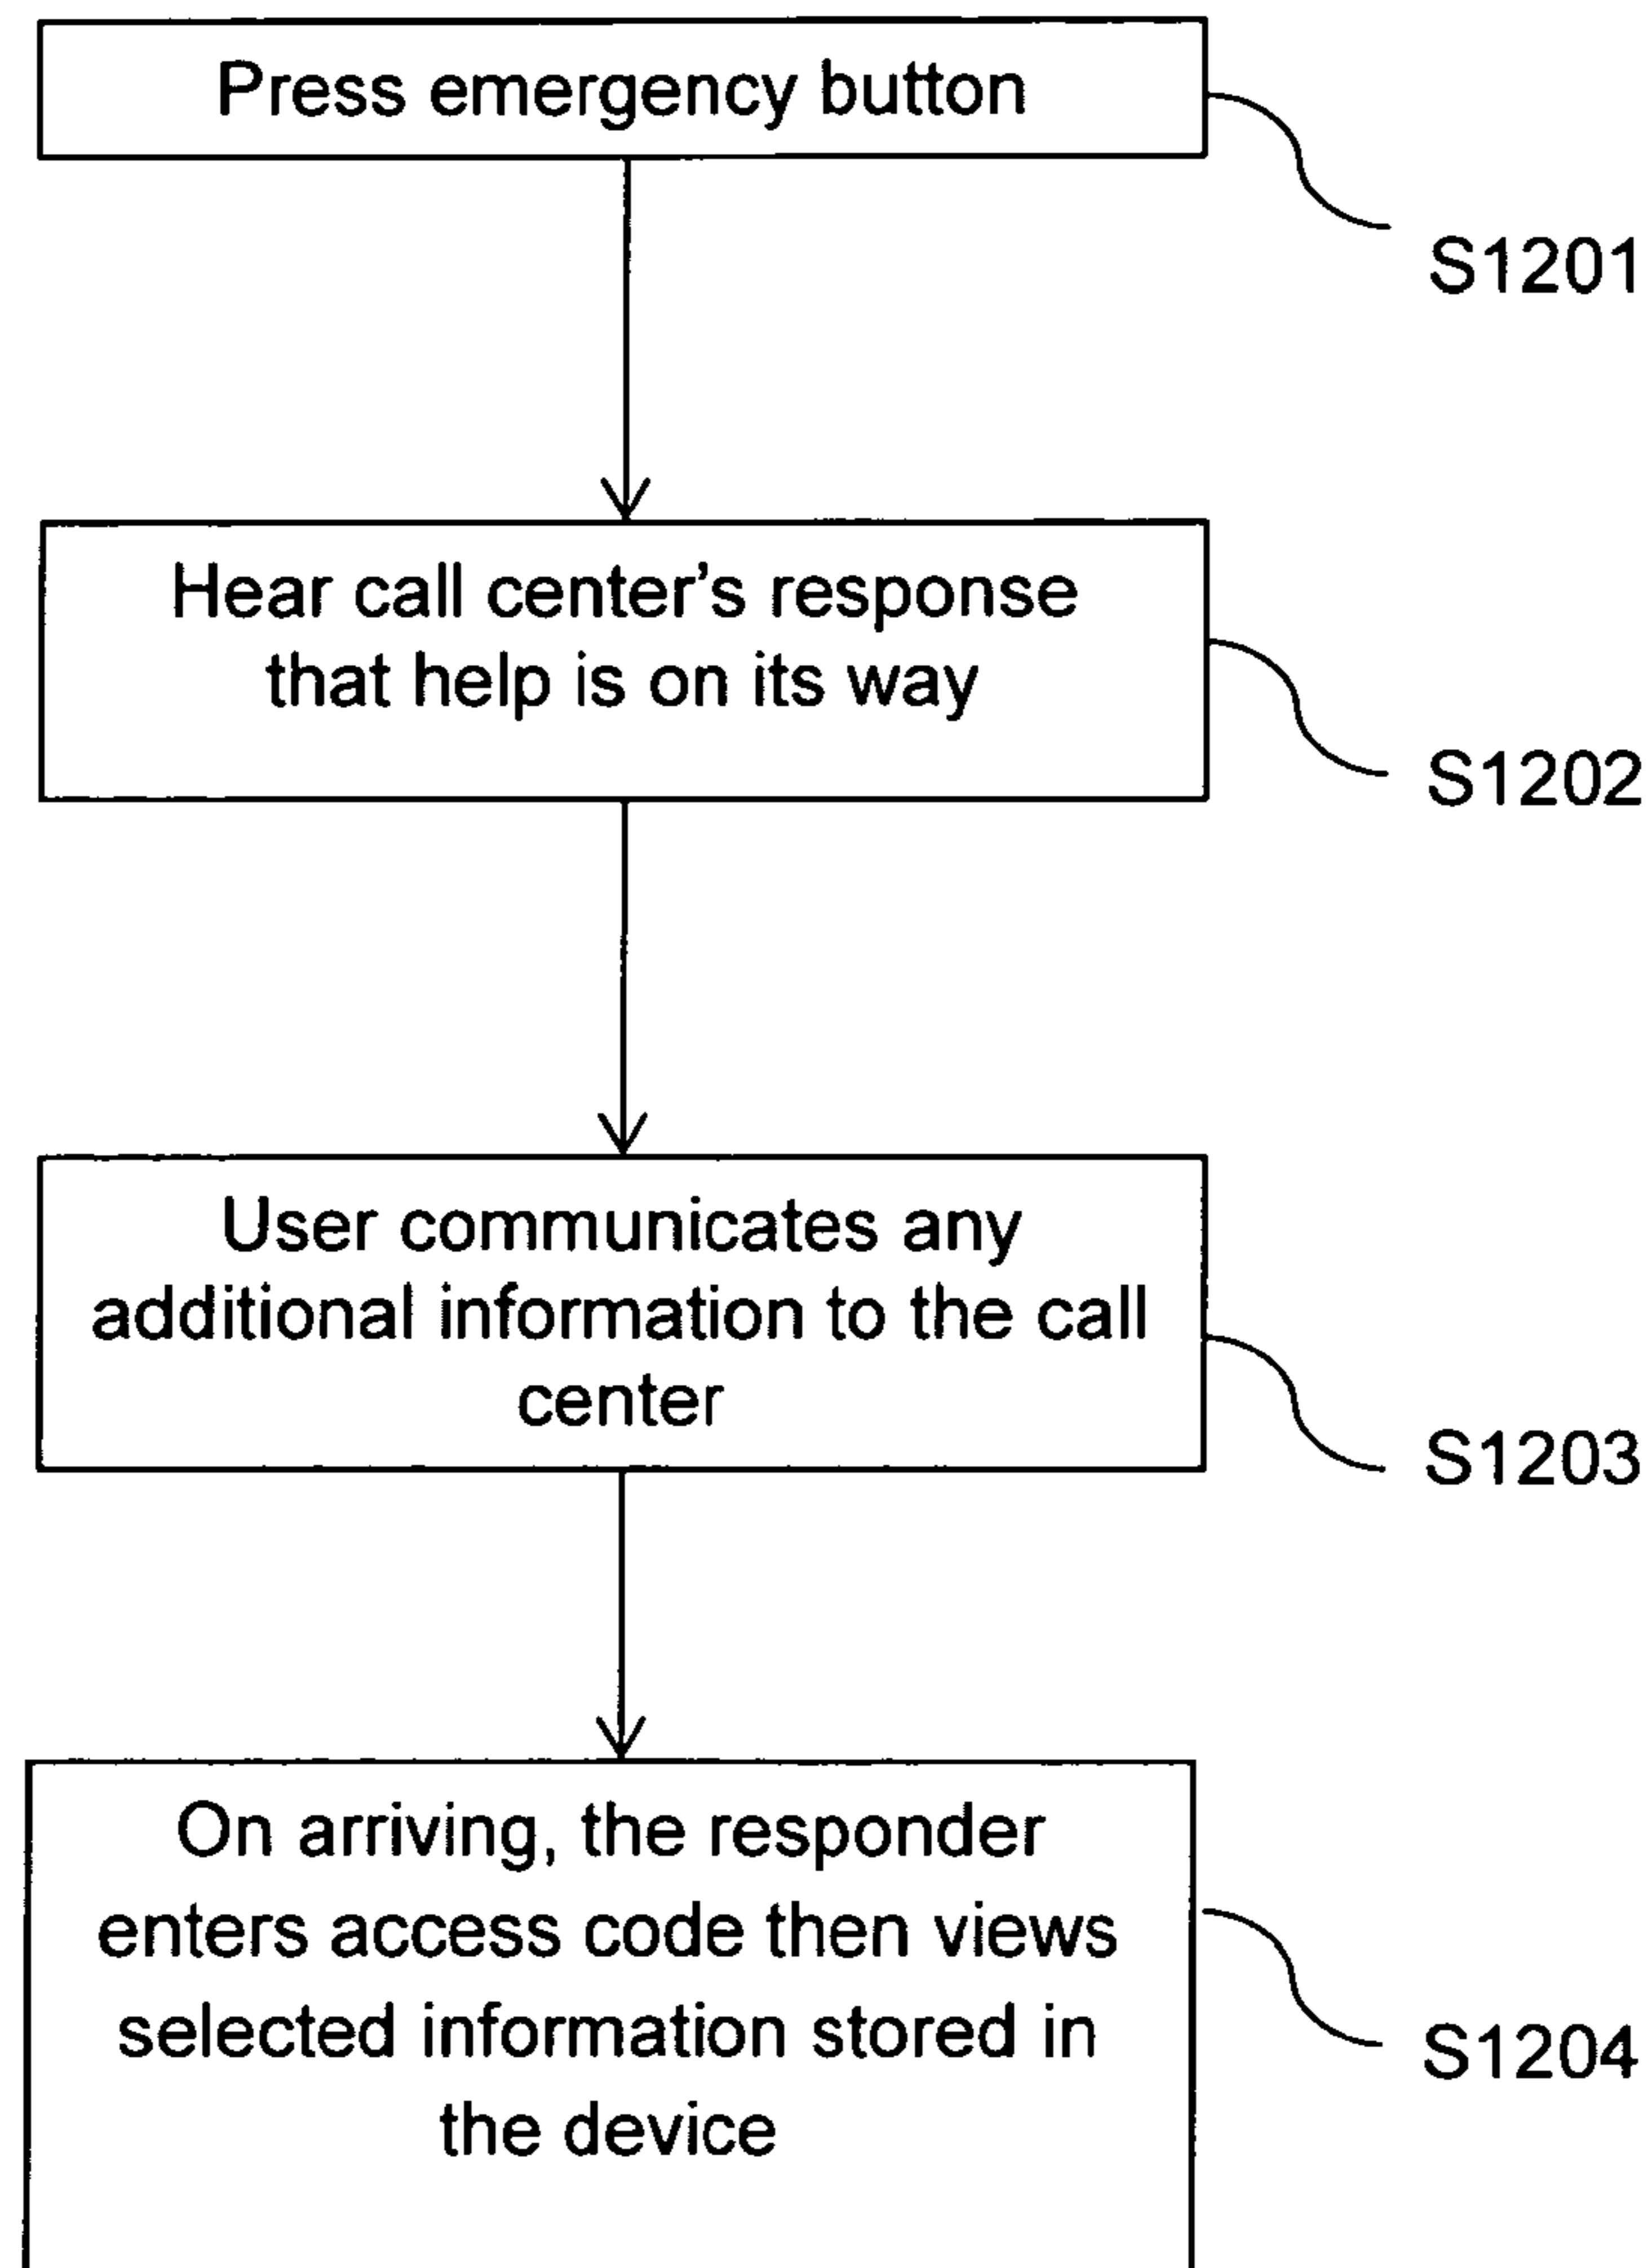 Press emergency button
S1201
Hear call center's response
that help is on its way
S1202
User communicates any
additional information to the call
center
S1203
On arriving, the responder
enters access code then views
selected information stored in
the device
S1204